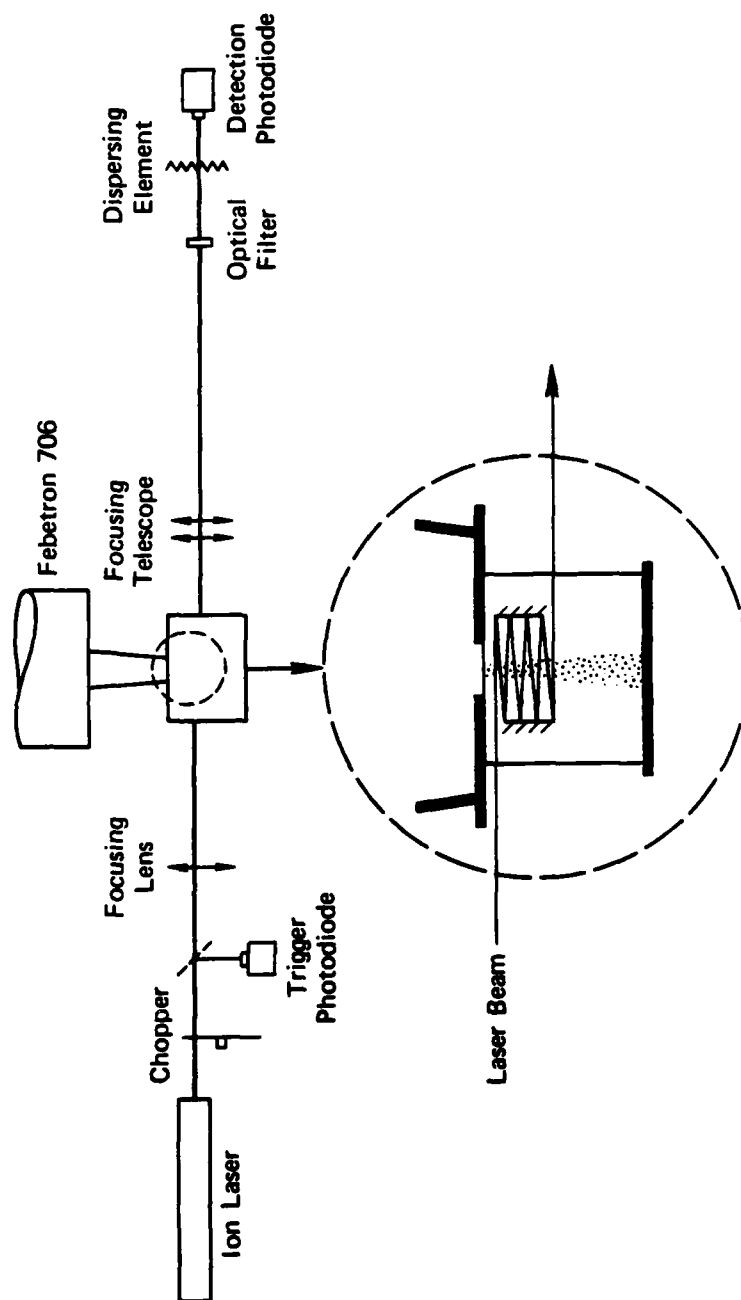 Febetron 706
Ion Laser
Chopper
Trigger
Photodiode
Focusing
Lens
Focusing
Telescope
Optical
Filter
Dispersing
Element
Detection
Photodiode
Laser Beam